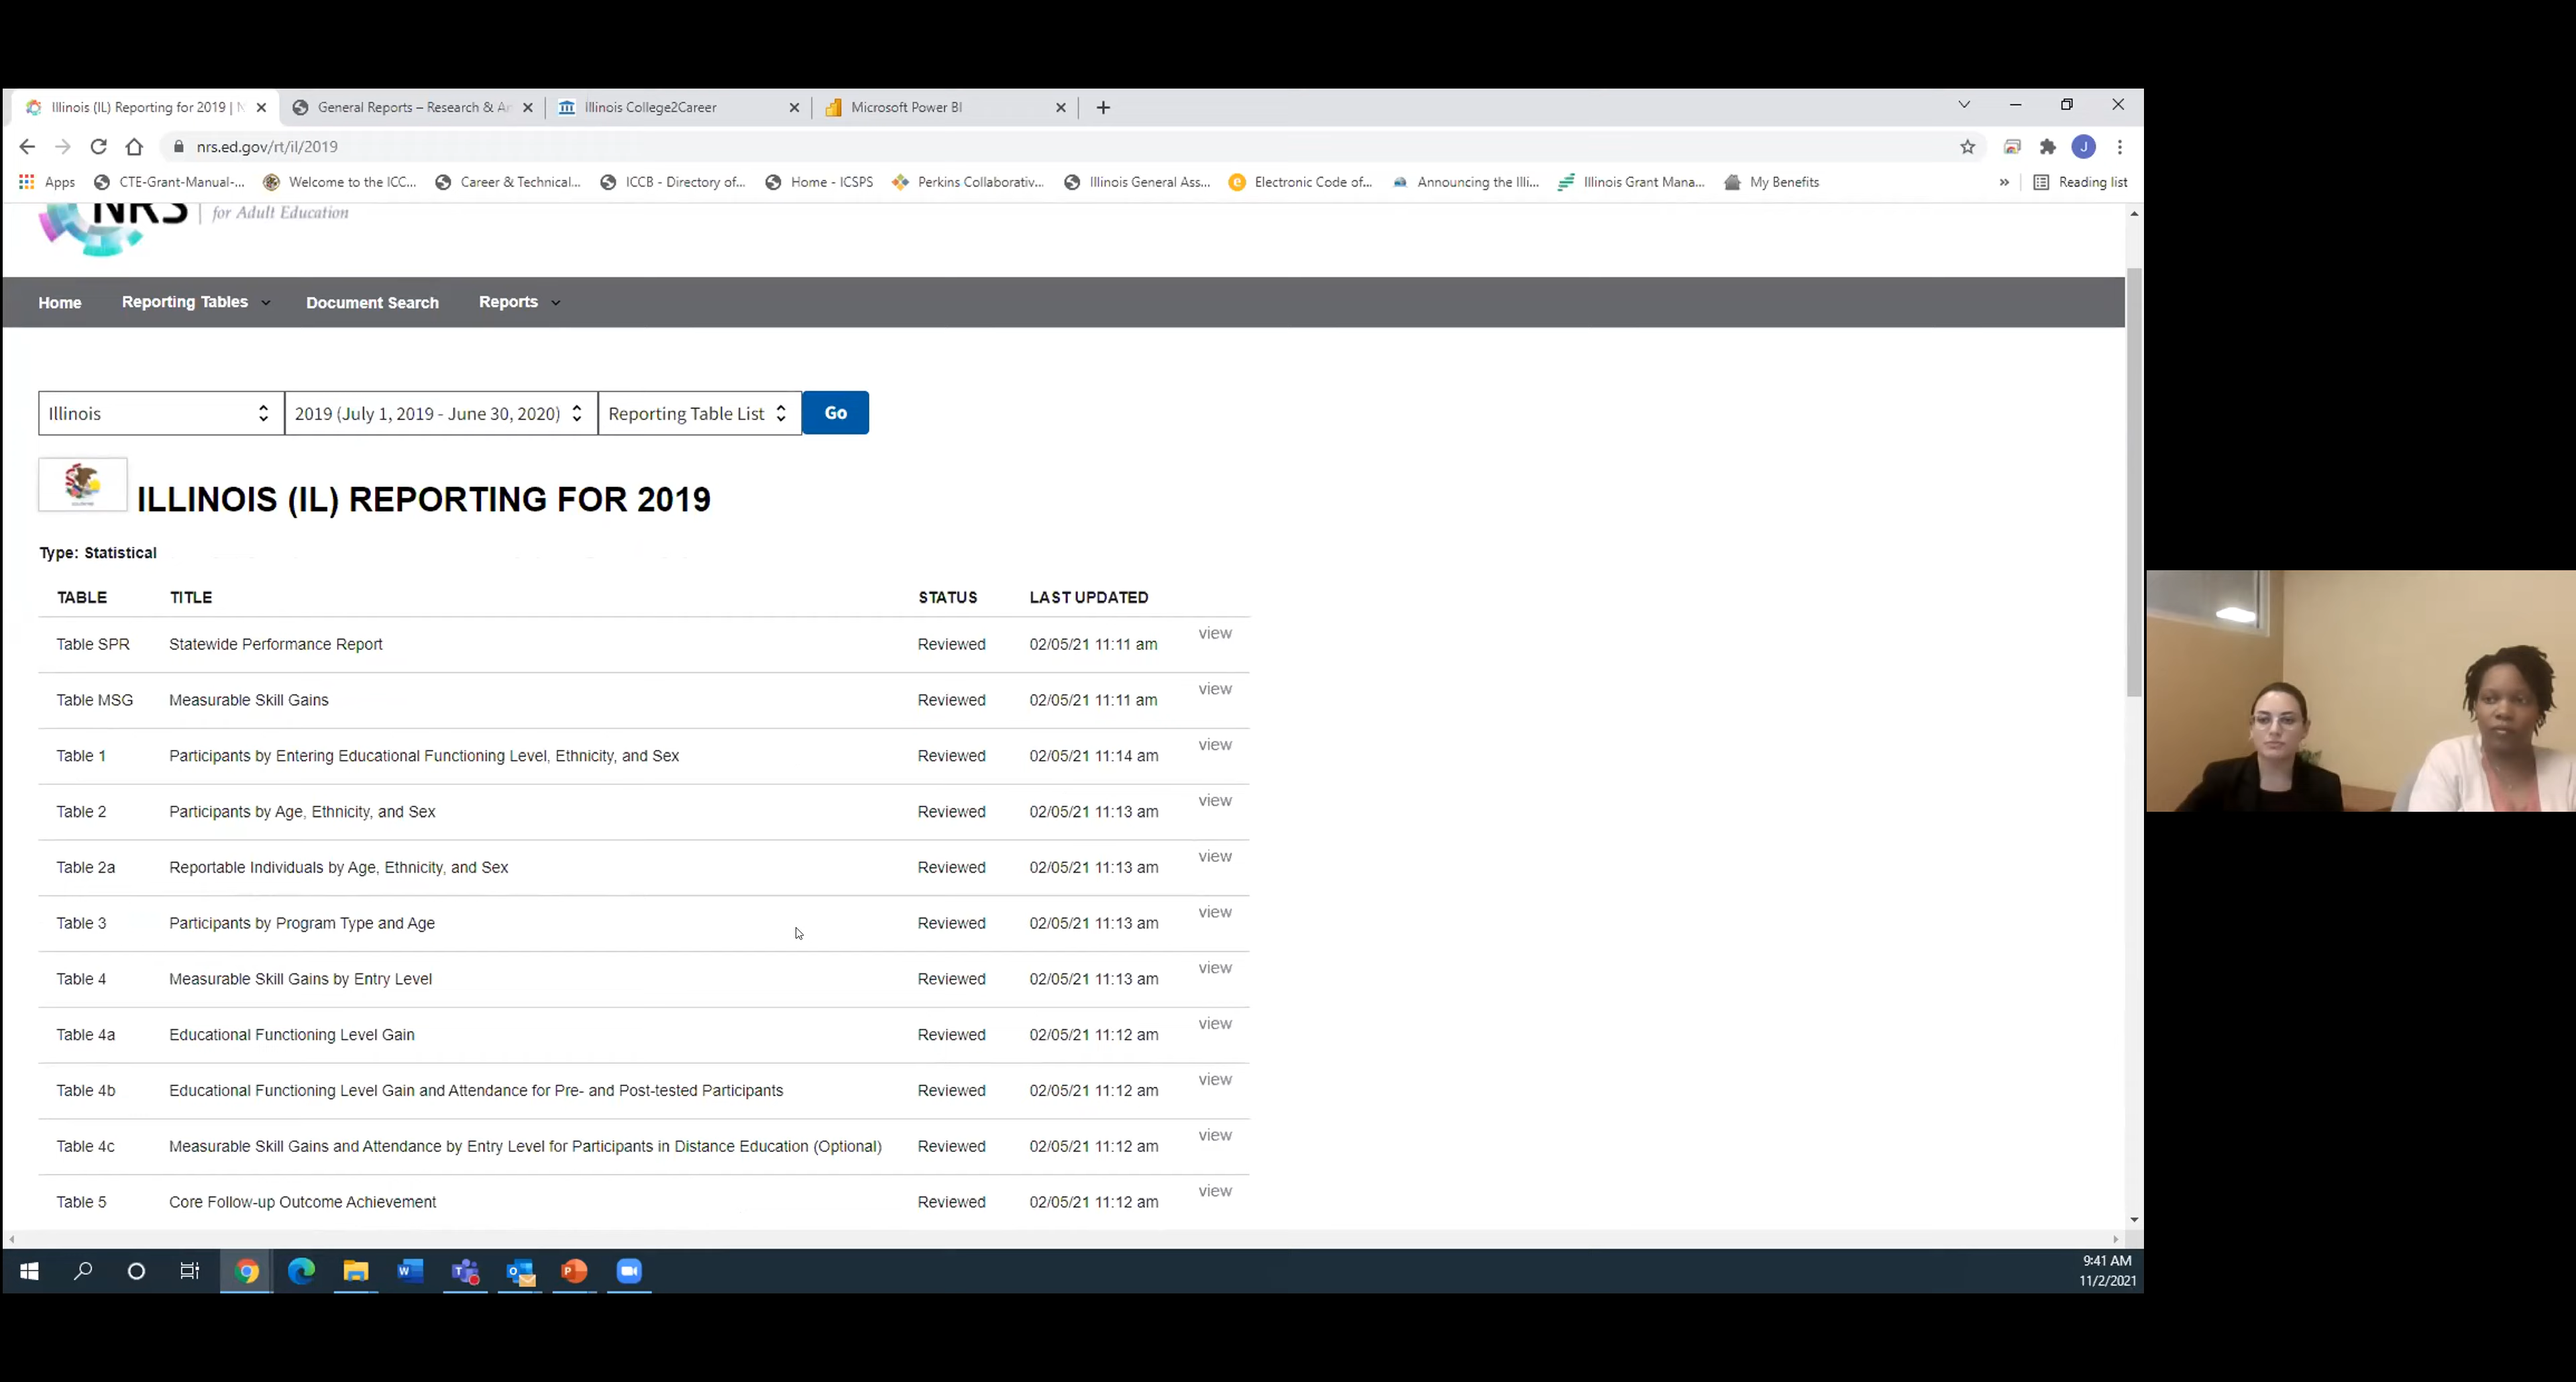 Illinois (IL) Reporting for 2019 | N
General Reports – Research & An
Illinois College2Career
Microsoft Power BI
nrs.ed.gov/rt/il/2019
J
Apps
CTE-Grant-Manual-...
Welcome to the ICC...
Career & Technical...
ICCB - Directory of...
Home - ICSPS
Perkins Collaborativ...
Illinois General Ass...
Electronic Code of...
Announcing the Illi...
Illinois Grant Mana...
My Benefits
»
Reading list
NRS | for Adult Education
Home Reporting Tables Document Search Reports
Illinois 2019 (July 1, 2019 - June 30, 2020) Reporting Table List Go
ILLINOIS (IL) REPORTING FOR 2019
Type: Statistical
TABLE TITLE STATUS LAST UPDATED
Table SPR Statewide Performance Report Reviewed 02/05/21 11:11 am view
Table MSG Measurable Skill Gains Reviewed 02/05/21 11:11 am view
Table 1 Participants by Entering Educational Functioning Level, Ethnicity, and Sex Reviewed 02/05/21 11:14 am view
Table 2 Participants by Age, Ethnicity, and Sex Reviewed 02/05/21 11:13 am view
Table 2a Reportable Individuals by Age, Ethnicity, and Sex Reviewed 02/05/21 11:13 am view
Table 3 Participants by Program Type and Age Reviewed 02/05/21 11:13 am view
Table 4 Measurable Skill Gains by Entry Level Reviewed 02/05/21 11:13 am view
Table 4a Educational Functioning Level Gain Reviewed 02/05/21 11:12 am view
Table 4b Educational Functioning Level Gain and Attendance for Pre- and Post-tested Participants Reviewed 02/05/21 11:12 am view
Table 4c Measurable Skill Gains and Attendance by Entry Level for Participants in Distance Education (Optional) Reviewed 02/05/21 11:12 am view
Table 5 Core Follow-up Outcome Achievement Reviewed 02/05/21 11:12 am view
9:41 AM
11/2/2021